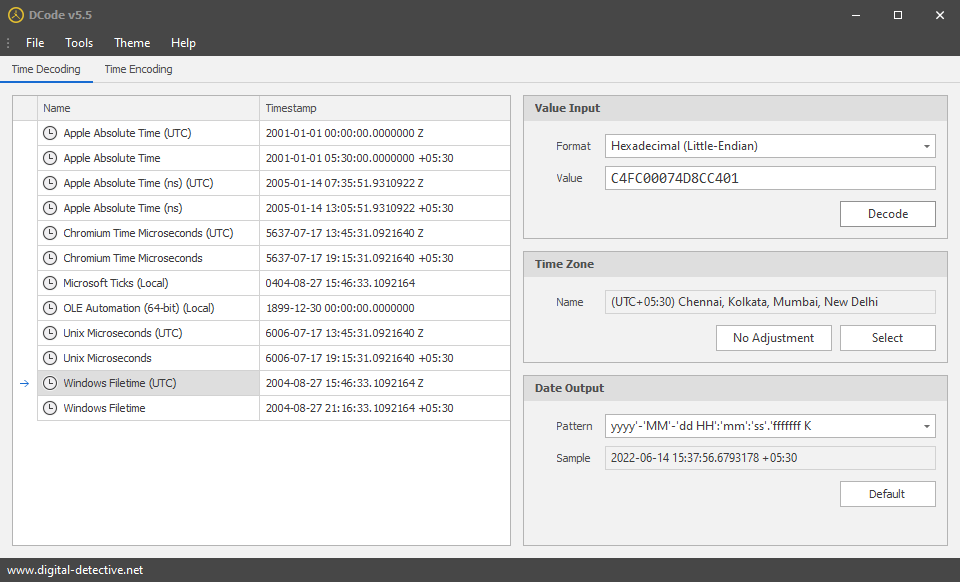 DCode v5.5
File Tools Theme Help
Time Decoding Time Encoding
Name Timestamp
Apple Absolute Time (UTC) 2001-01-01 00:00:00.0000000 Z
Apple Absolute Time 2001-01-01 05:30:00.0000000 +05:30
Apple Absolute Time (ns) (UTC) 2005-01-14 07:35:51.9310922 Z
Apple Absolute Time (ns) 2005-01-14 13:05:51.9310922 +05:30
Chromium Time Microseconds (UTC) 5637-07-17 13:45:31.0921640 Z
Chromium Time Microseconds 5637-07-17 19:15:31.0921640 +05:30
Microsoft Ticks (Local) 0404-08-27 15:46:33.1092164
OLE Automation (64-bit) (Local) 1899-12-30 00:00:00.0000000
Unix Microseconds (UTC) 6006-07-17 13:45:31.0921640 Z
Unix Microseconds 6006-07-17 19:15:31.0921640 +05:30
Windows Filetime (UTC) 2004-08-27 15:46:33.1092164 Z
Windows Filetime 2004-08-27 21:16:33.1092164 +05:30
Value Input
Format Hexadecimal (Little-Endian)
Value C4FC00074D8CC401
Decode
Time Zone
Name (UTC+05:30) Chennai, Kolkata, Mumbai, New Delhi
No Adjustment Select
Date Output
Pattern yyyy'-'MM'-'dd HH':'mm':'ss'.'fffffff K
Sample 2022-06-14 15:37:56.6793178 +05:30
Default
www.digital-detective.net